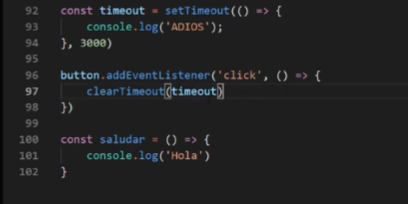 92 const timeout = setTimeout(() => {
93 console.log('ADIOS');
94 }, 3000)
95
96 button.addEventListener('click', () => {
97 clearTimeout(timeout)
98 })
99
100 const saludar = () => {
101 console.log('Hola')
102 }